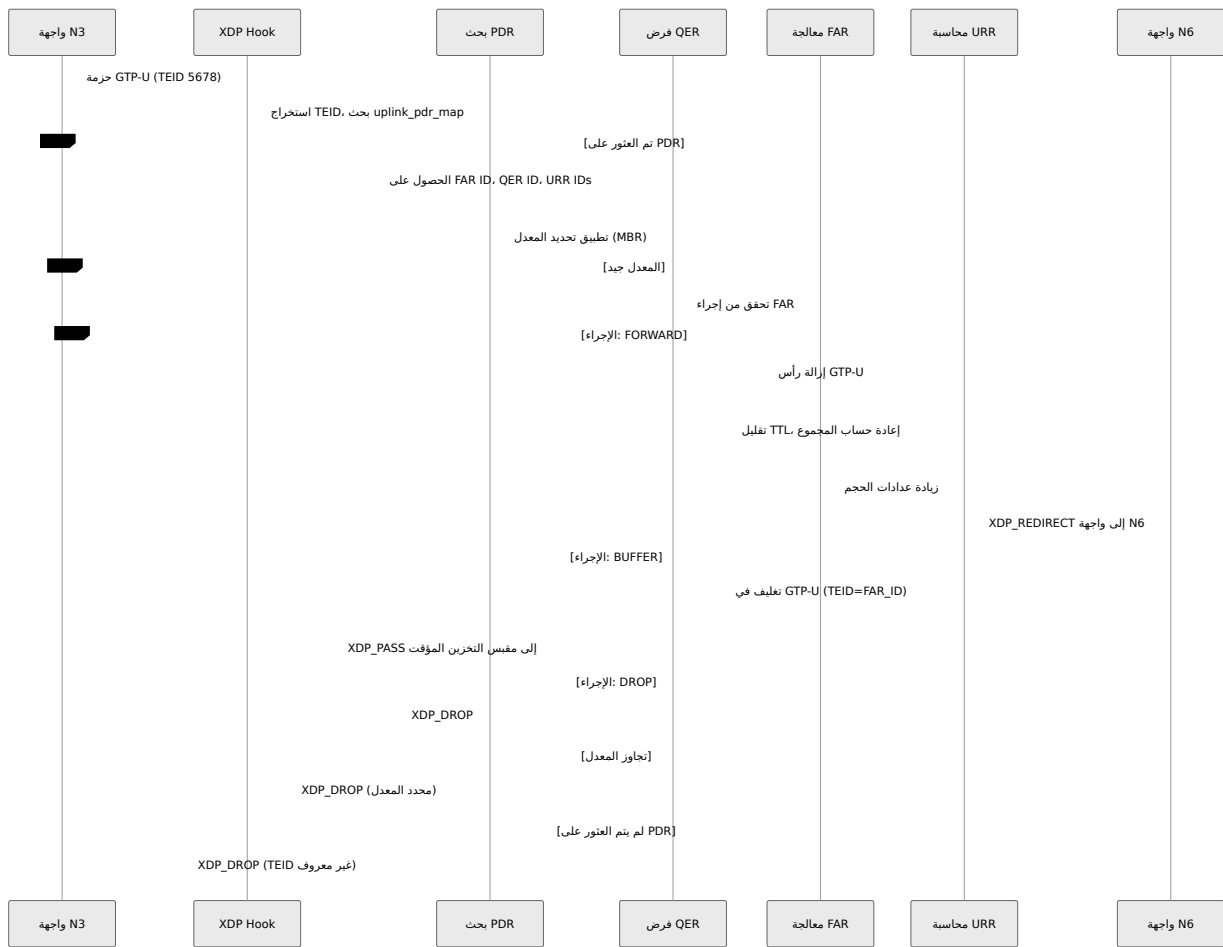 واجهة N3
XDP Hook
بحث PDR
فرض QER
معالجة FAR
محاسبة URR
واجهة N6
حزمة GTP-U (TEID 5678)
استخراج TEID، بحث uplink_pdr_map
[تم العثور على PDR]
الحصول على FAR ID، QER ID، URR IDs
تطبيق تحديد المعدل (MBR)
[المعدل جيد]
تحقق من إجراء FAR
[الإجراء: FORWARD]
إزالة رأس GTP-U
تقليل TTL، إعادة حساب المجموع
زيادة عدادات الحجم
XDP_REDIRECT إلى واجهة N6
[الإجراء: BUFFER]
تغليف في GTP-U (TEID=FAR_ID)
XDP_PASS إلى مقبس التخزين المؤقت
[الإجراء: DROP]
XDP_DROP
[تجاوز المعدل]
XDP_DROP (محدد المعدل)
[لم يتم العثور على PDR]
XDP_DROP (TEID غير معروف)
واجهة N3
XDP Hook
بحث PDR
فرض QER
معالجة FAR
محاسبة URR
واجهة N6